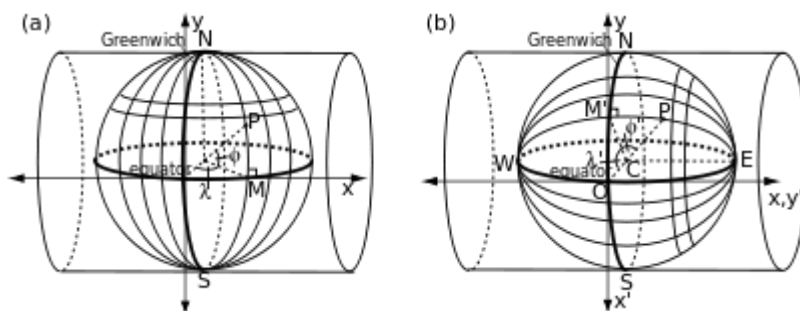 (a)
y
Greenwich
N
P
φ
equator
λ
M
x
S
(b)
y
Greenwich
N
M'
P
φ'
W
λ'
E
equator
C
O
x,y'
S
x'